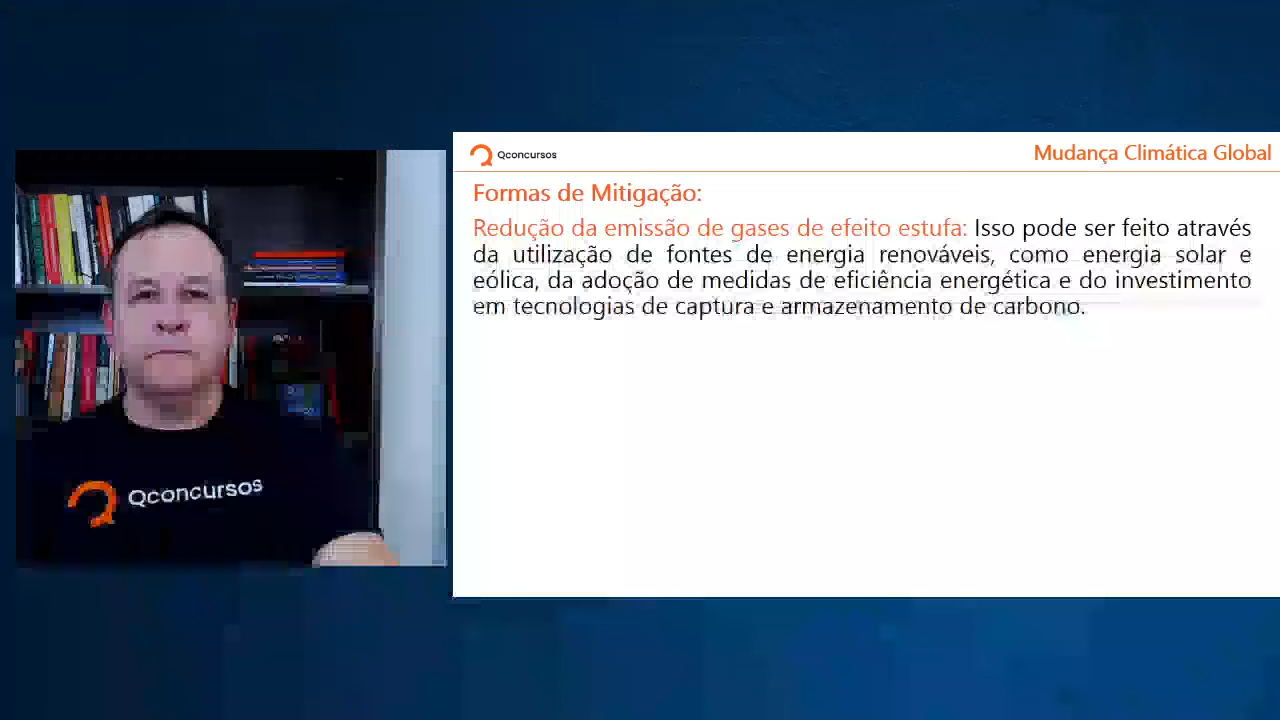 Qconcursos
Mudança Climática Global
Formas de Mitigação:
Redução da emissão de gases de efeito estufa: Isso pode ser feito através
da utilização de fontes de energia renováveis, como energia solar e
eólica, da adoção de medidas de eficiência energética e do investimento
em tecnologias de captura e armazenamento de carbono.
Qconcursos